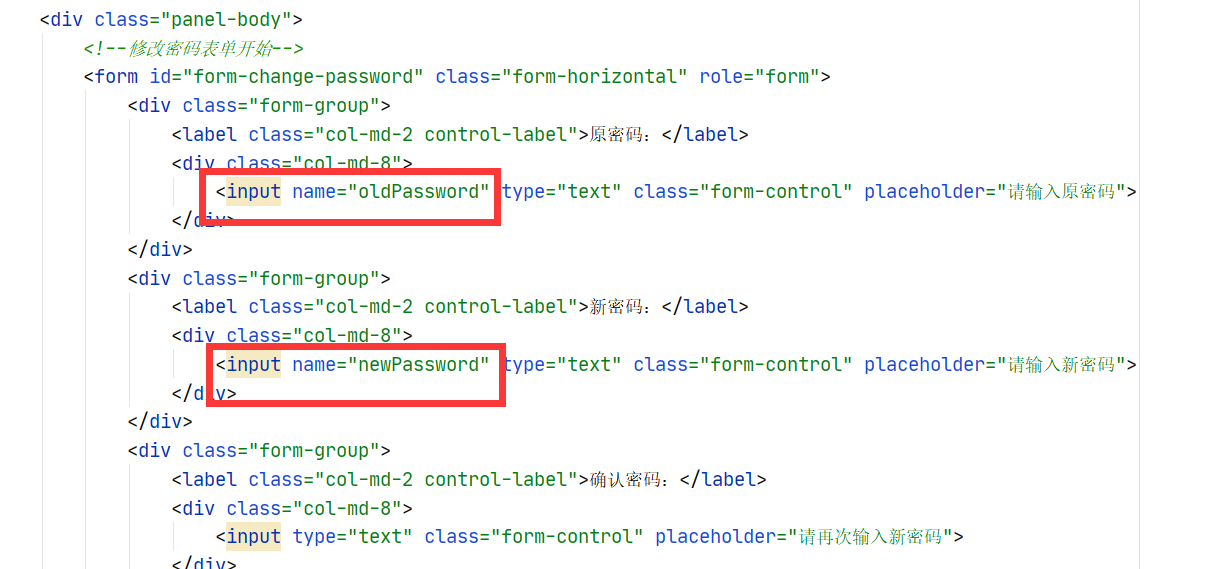 <div class="panel-body">
<!--修改密码表单开始-->
<form id="form-change-password" class="form-horizontal" role="form">
<div class="form-group">
<label class="col-md-2 control-label">原密码：</label>
<div class="col-md-8">
<input name="oldPassword" type="text" class="form-control" placeholder="请输入原密码">
</div>
</div>
<div class="form-group">
<label class="col-md-2 control-label">新密码：</label>
<div class="col-md-8">
<input name="newPassword" type="text" class="form-control" placeholder="请输入新密码">
</div>
</div>
<div class="form-group">
<label class="col-md-2 control-label">确认密码：</label>
<div class="col-md-8">
<input type="text" class="form-control" placeholder="请再次输入新密码">
</div>